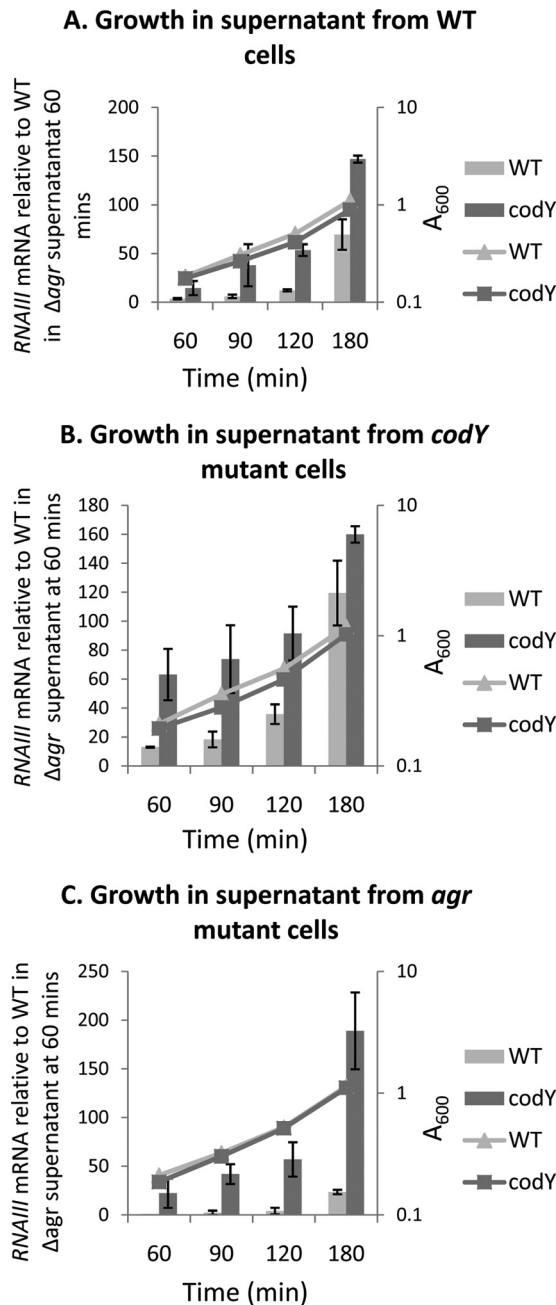 A. Growth in supernatant from WT
cells
RNAIII mRNA relative to WT
in Δagr supernatantat 60
mins
200
150
100
50
0
10
1
0.1
A600
60 90 120 180
Time (min)
WT
codY
WT
codY
B. Growth in supernatant from codY
mutant cells
RNAIII mRNA relative to WT in
Δagr supernatant at 60 mins
180
160
140
120
100
80
60
40
20
0
10
1
0.1
A600
60 90 120 180
Time (min)
WT
codY
WT
codY
C. Growth in supernatant from agr
mutant cells
RNAIII mRNA relative to WT in
Δagr supernatant at 60 mins
250
200
150
100
50
0
10
1
0.1
A600
60 90 120 180
Time (min)
WT
codY
WT
codY